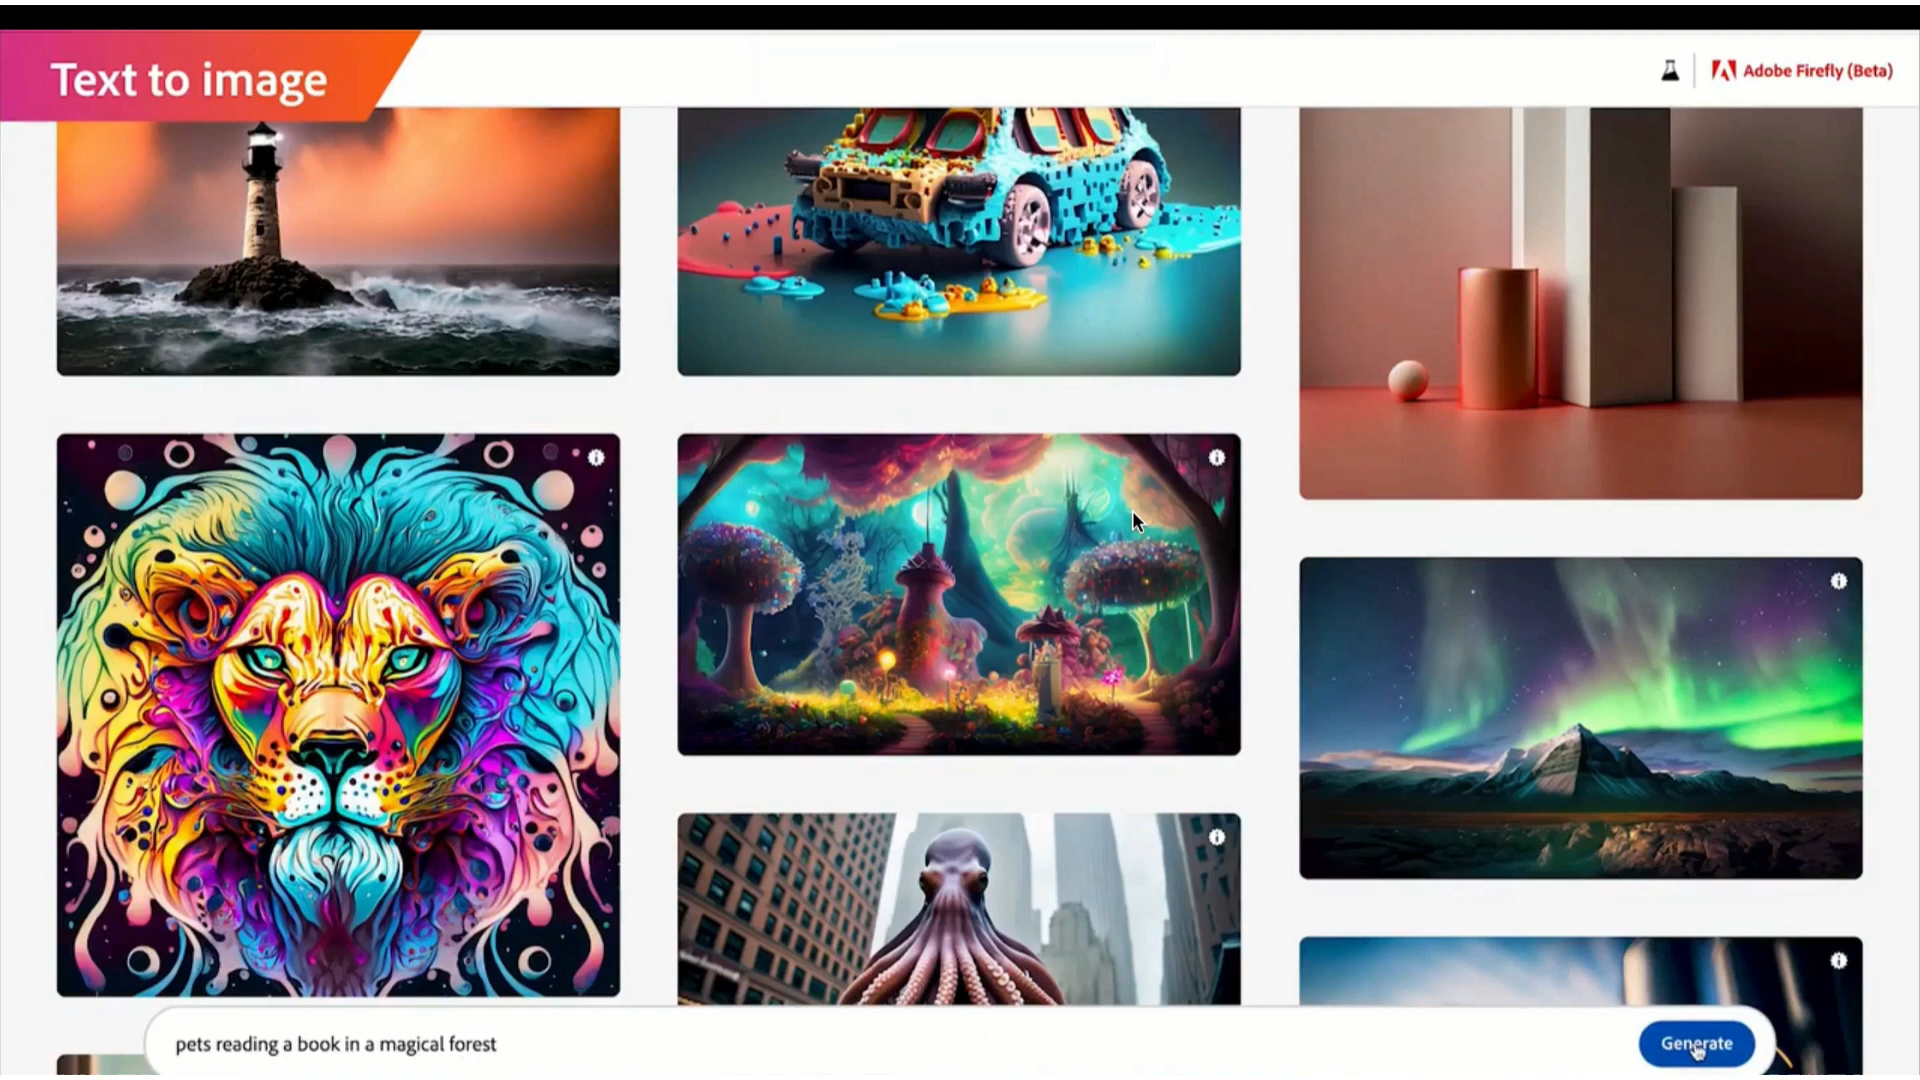 Text to image
Adobe Firefly (Beta)
pets reading a book in a magical forest
Generate